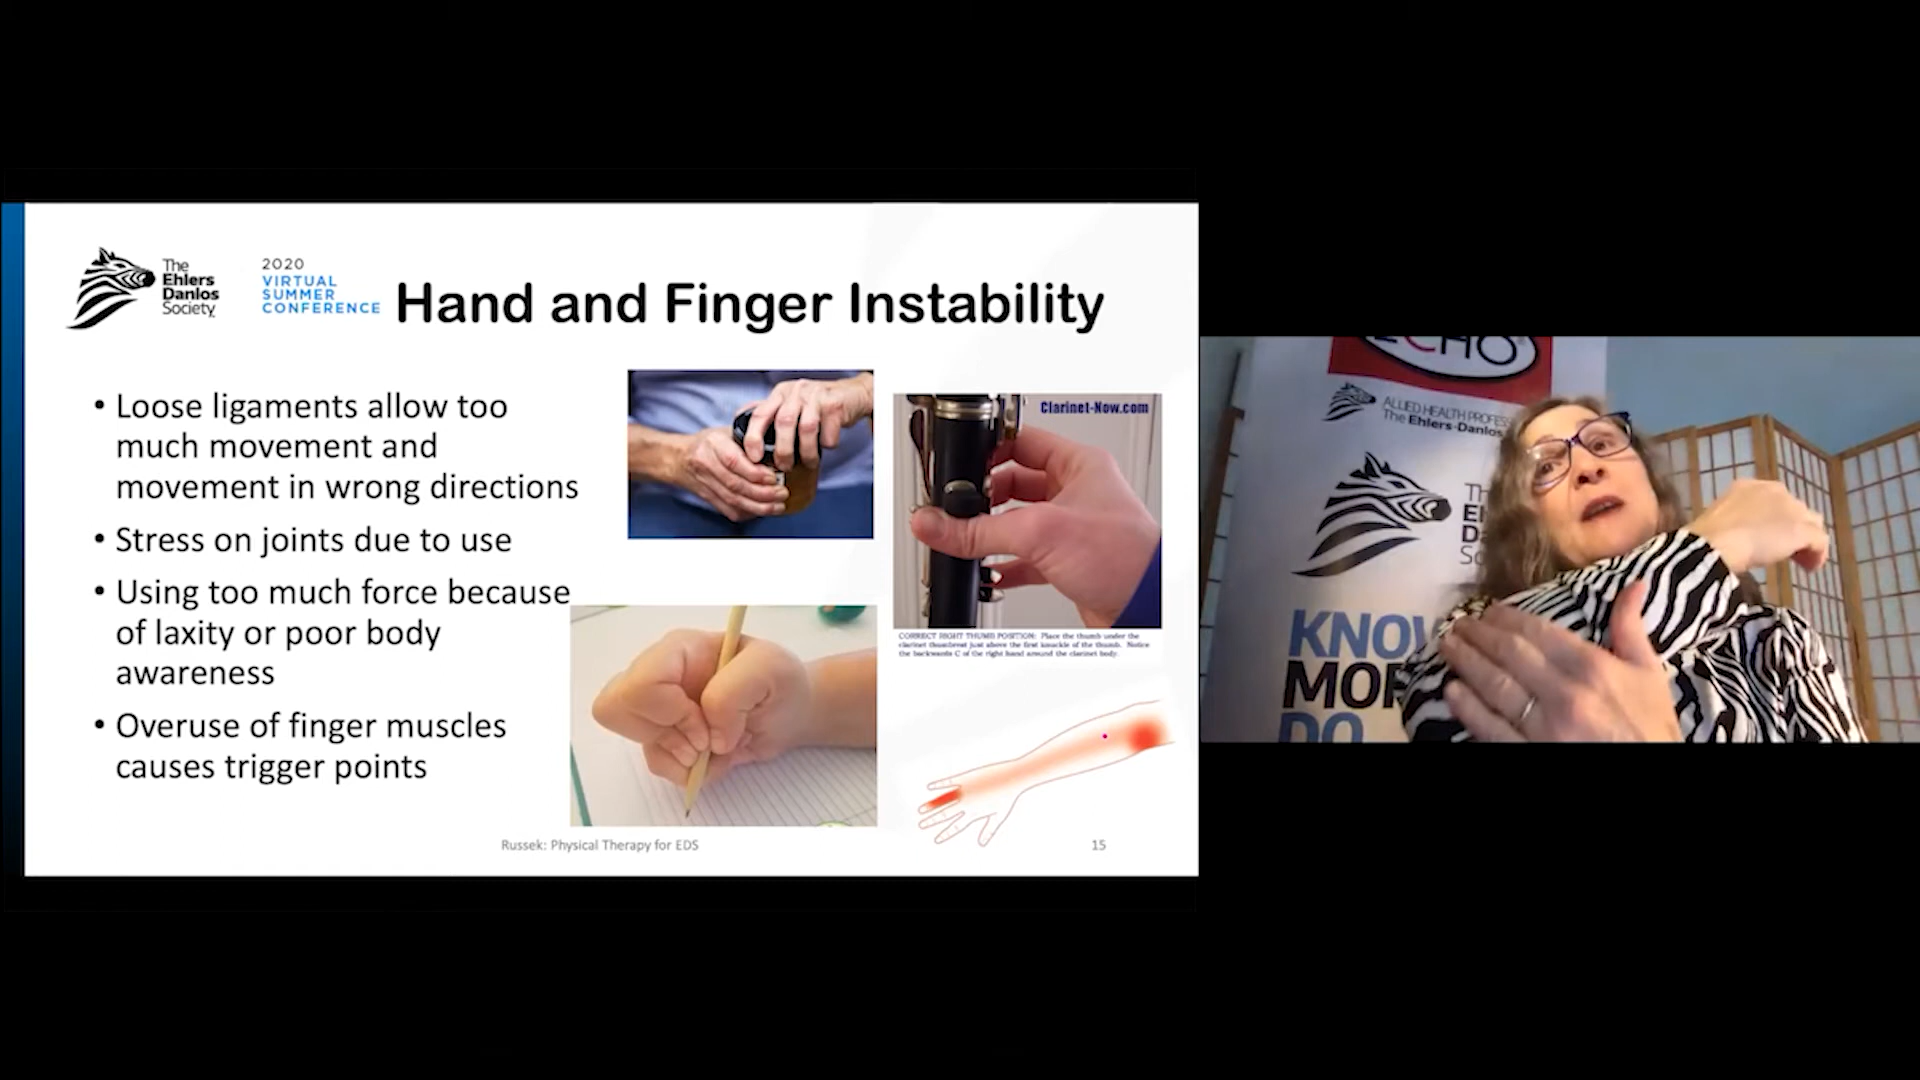 The
Ehlers
Danlos
Society.
2020
VIRTUAL
SUMMER
CONFERENCE
Hand and Finger Instability
• Loose ligaments allow too
much movement and
movement in wrong directions
• Stress on joints due to use
• Using too much force because
of laxity or poor body
awareness
• Overuse of finger muscles
causes trigger points
Clarinet-Now.com
CORRECT RIGHT THUMB POSITION: Place the thumb under the
clarinet thumbrest just above the first knuckle of the thumb. Notice
the backwards C of the right hand around the clarinet body.
Russek: Physical Therapy for EDS
15
ECHO
ALLIED HEALTH PROFESS
The Ehlers-Danlos
Th
El
Da
So
KNOW
MOR
DO